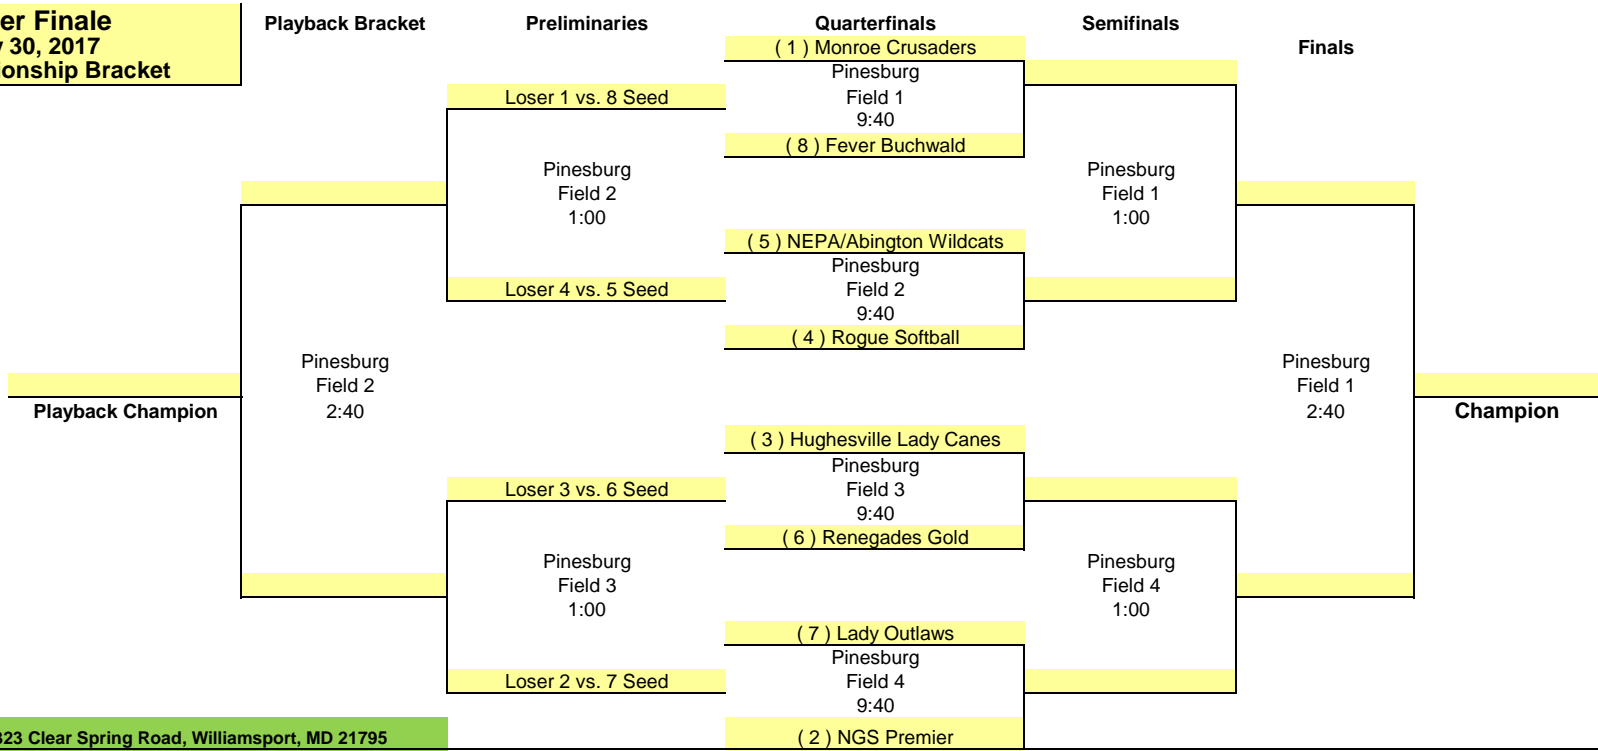 er Finale
30, 2017
ionship Bracket
Playback Bracket
Preliminaries
Quarterfinals
Semifinals
Finals
( 1 ) Monroe Crusaders
Pinesburg
Field 1
9:40
( 8 ) Fever Buchwald
Loser 1 vs. 8 Seed
Pinesburg
Field 2
1:00
Loser 4 vs. 5 Seed
( 5 ) NEPA/Abington Wildcats
Pinesburg
Field 2
9:40
( 4 ) Rogue Softball
Pinesburg
Field 1
1:00
Pinesburg
Field 2
2:40
Playback Champion
Pinesburg
Field 1
2:40
Champion
( 3 ) Hughesville Lady Canes
Pinesburg
Field 3
9:40
( 6 ) Renegades Gold
Loser 3 vs. 6 Seed
Pinesburg
Field 3
1:00
Loser 2 vs. 7 Seed
Pinesburg
Field 4
1:00
( 7 ) Lady Outlaws
Pinesburg
Field 4
9:40
( 2 ) NGS Premier
323 Clear Spring Road, Williamsport, MD 21795